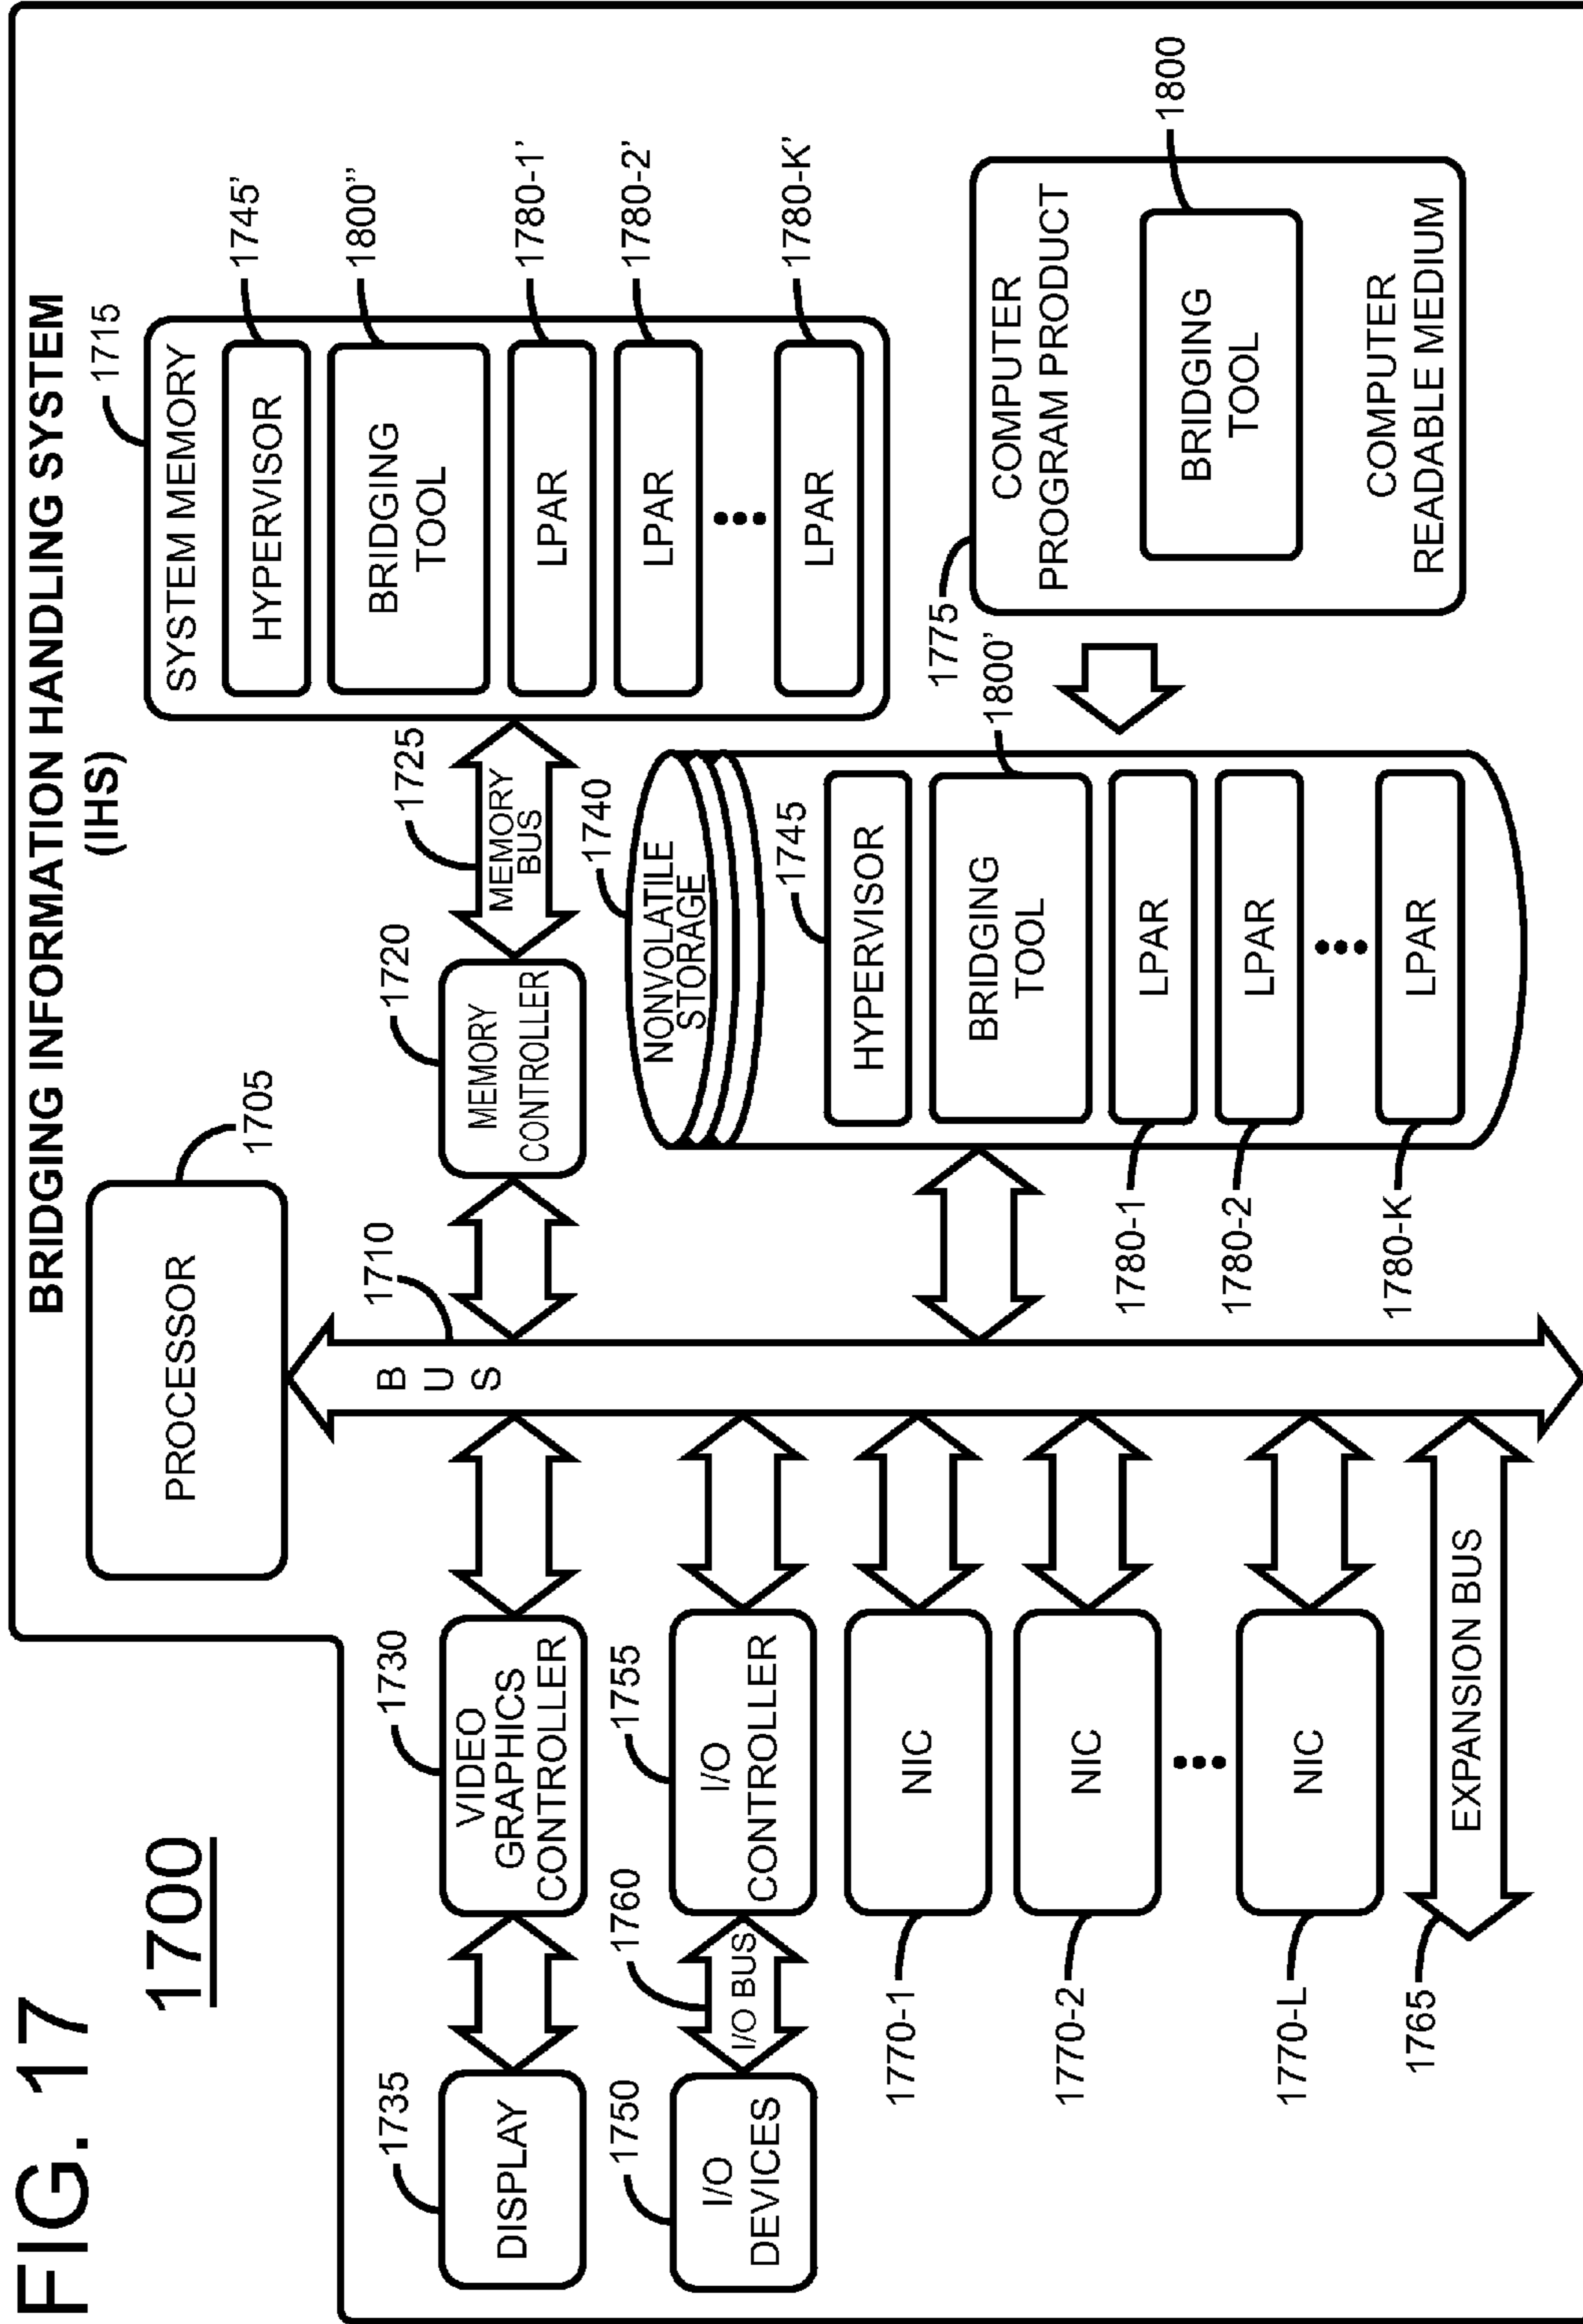 FIG. 17
1700
BRIDGING INFORMATION HANDLING SYSTEM
(IHS)
PROCESSOR
1705
1710
B
U
S
1735
DISPLAY
1730
VIDEO
GRAPHICS
CONTROLLER
1720
MEMORY
CONTROLLER
1725
MEMORY
BUS
1715
SYSTEM MEMORY
HYPERVISOR
1745'
BRIDGING
TOOL
1800''
LPAR
1780-1'
LPAR
1780-2'
LPAR
1780-K'
1750
I/O
DEVICES
1760
I/O BUS
1755
I/O
CONTROLLER
1740
NONVOLATILE
STORAGE
1745
HYPERVISOR
BRIDGING
TOOL
1800'
LPAR
1780-1
LPAR
1780-2
LPAR
1780-K
1775
COMPUTER
PROGRAM PRODUCT
BRIDGING
TOOL
1800
COMPUTER
READABLE MEDIUM
NIC
1770-1
NIC
1770-2
NIC
1770-L
EXPANSION BUS
1765